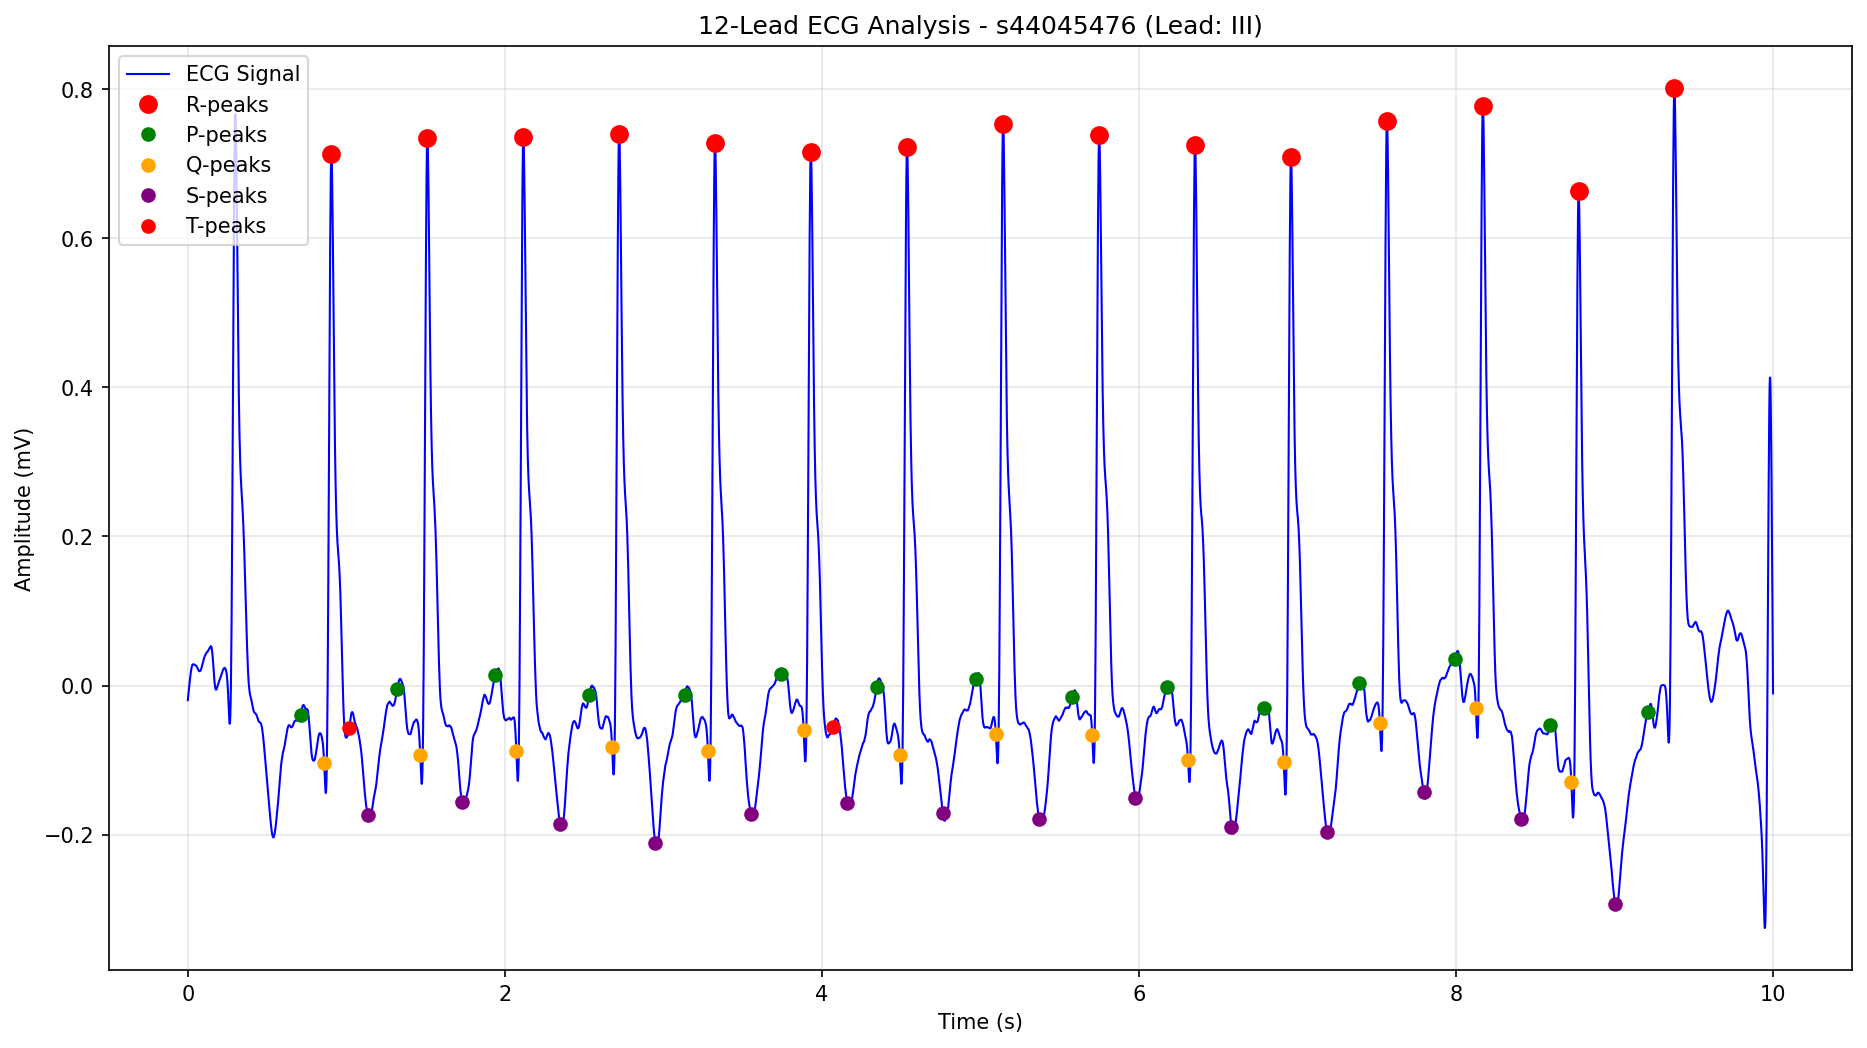 12-Lead ECG Analysis - s44045476 (Lead: III)
ECG Signal
R-peaks
P-peaks
Q-peaks
S-peaks
T-peaks
0.8
0.6
0.4
0.2
0.0
−0.2
Amplitude (mV)
0 2 4 6 8 10
Time (s)